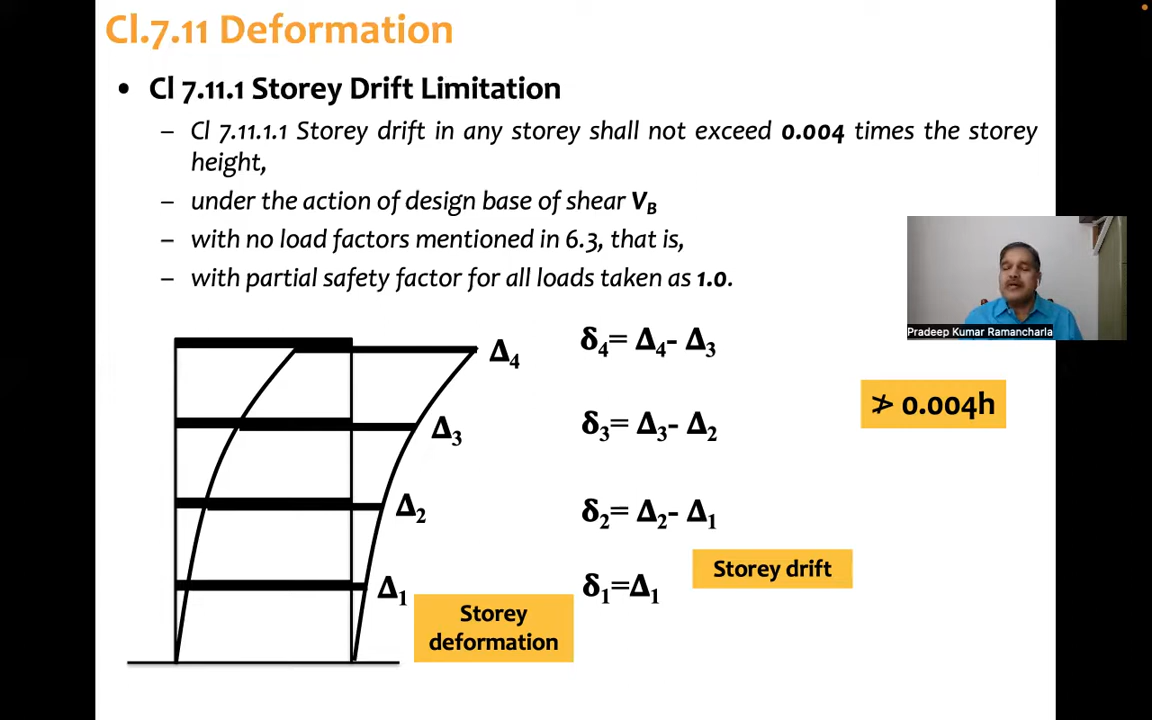 Cl.7.11 Deformation
• Cl 7.11.1 Storey Drift Limitation
– Cl 7.11.1.1 Storey drift in any storey shall not exceed 0.004 times the storey
height,
– under the action of design base of shear VB
– with no load factors mentioned in 6.3, that is,
– with partial safety factor for all loads taken as 1.0.
Pradeep Kumar Ramancharla
Δ4
δ4= Δ4- Δ3
≯ 0.004h
Δ3
δ3= Δ3- Δ2
Δ2
δ2= Δ2- Δ1
Storey drift
Δ1
δ1=Δ1
Storey
deformation